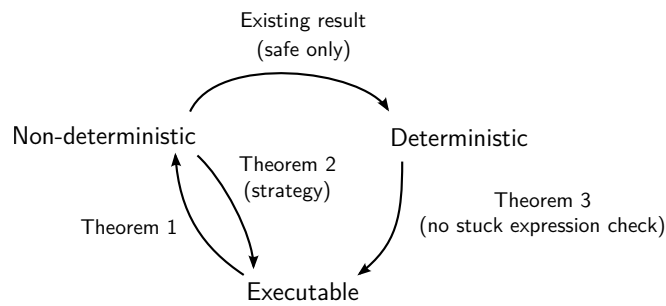 Existing result
(safe only)
Non-deterministic
Deterministic
Theorem 2
(strategy)
Theorem 3
(no stuck expression check)
Theorem 1
Executable